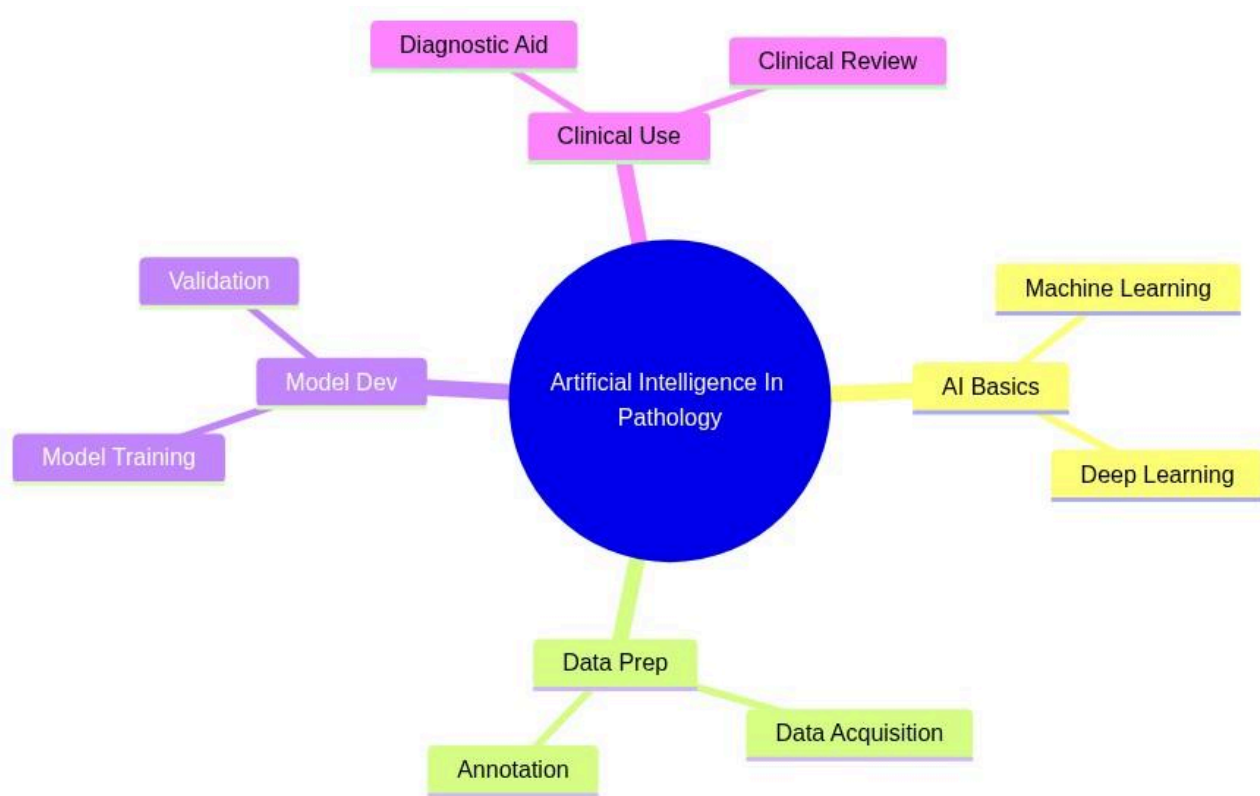 Diagnostic Aid
Clinical Review
Clinical Use
Validation
Machine Learning
Model Dev
Artificial Intelligence In
Pathology
AI Basics
Model Training
Deep Learning
Data Prep
Data Acquisition
Annotation